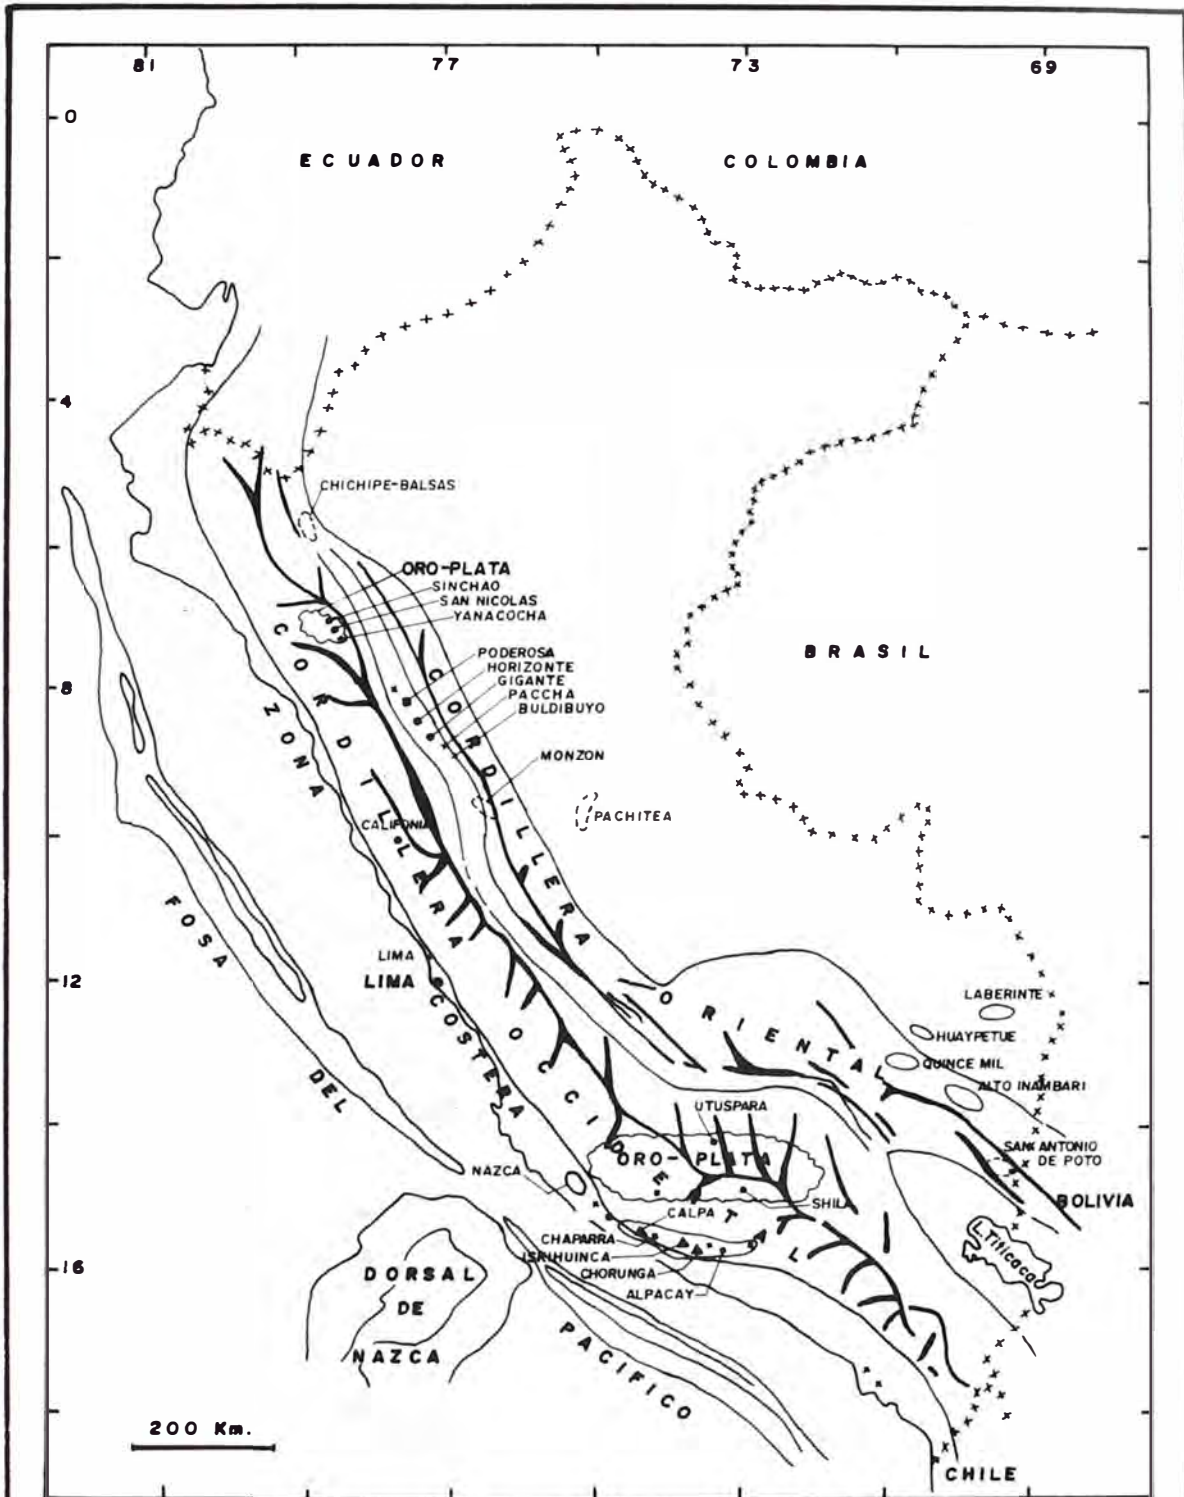 81 77 73 69
0
ECUADOR COLOMBIA
4
CHICHIPE-BALSAS
ORO-PLATA
SINCHAO
SAN NICOLAS
YANACOCHA
BRASIL
PODEROSA
HORIZONTE
GIGANTE
PACCHA
BULDIBUYO
8
MONZON
PACHITEA
CALIFONIA
CORDILLERA OCCIDETAL
CORDILLERA ORIENTAL
ZONA COSTERA
FOSA DEL PACIFICO
LIMA
LIMA
12
LABERINTE
HUAYPETUE
QUINCE MIL
ALTO INAMBARI
UTUSPARA
SAN ANTONIO
DE POTO
ORO-PLATA
NAZCA
SHILA
BOLIVIA
CALPA
CHAPARRA
ISKIHUINCA
CHORUNGA
ALPACAY
L. Titicaca
16
DORSAL
DE
NAZCA
200 Km.
CHILE